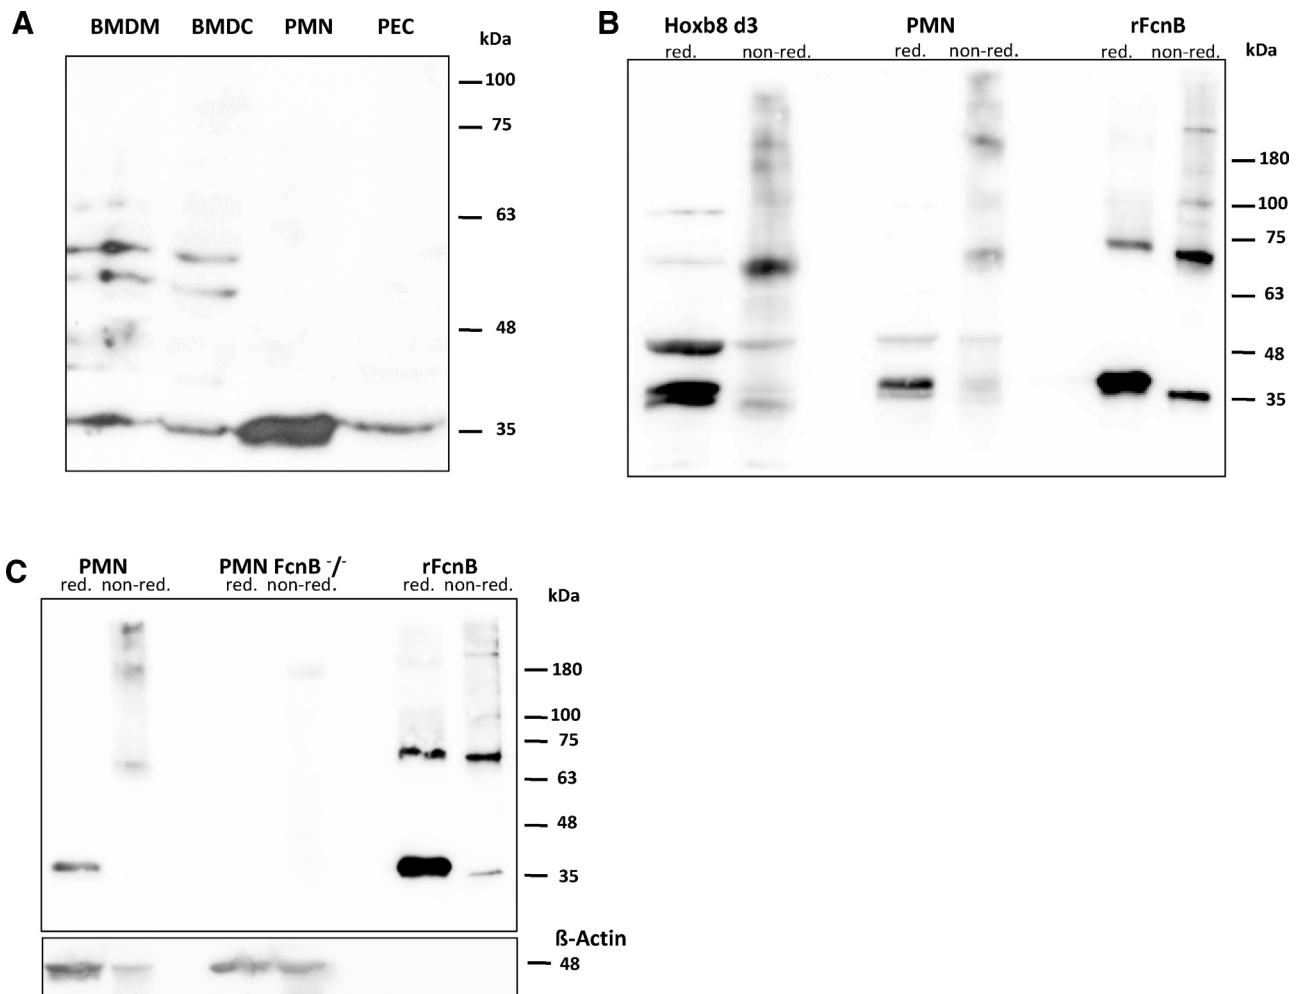 A
BMDM BMDC PMN PEC
kDa
100
75
63
48
35
B
Hoxb8 d3 PMN rFcnB
red. non-red. red. non-red. red. non-red.
kDa
180
100
75
63
48
35
C
PMN PMN FcnB -/- rFcnB
red. non-red. red. non-red. red. non-red.
kDa
180
100
75
63
48
35
ß-Actin
48